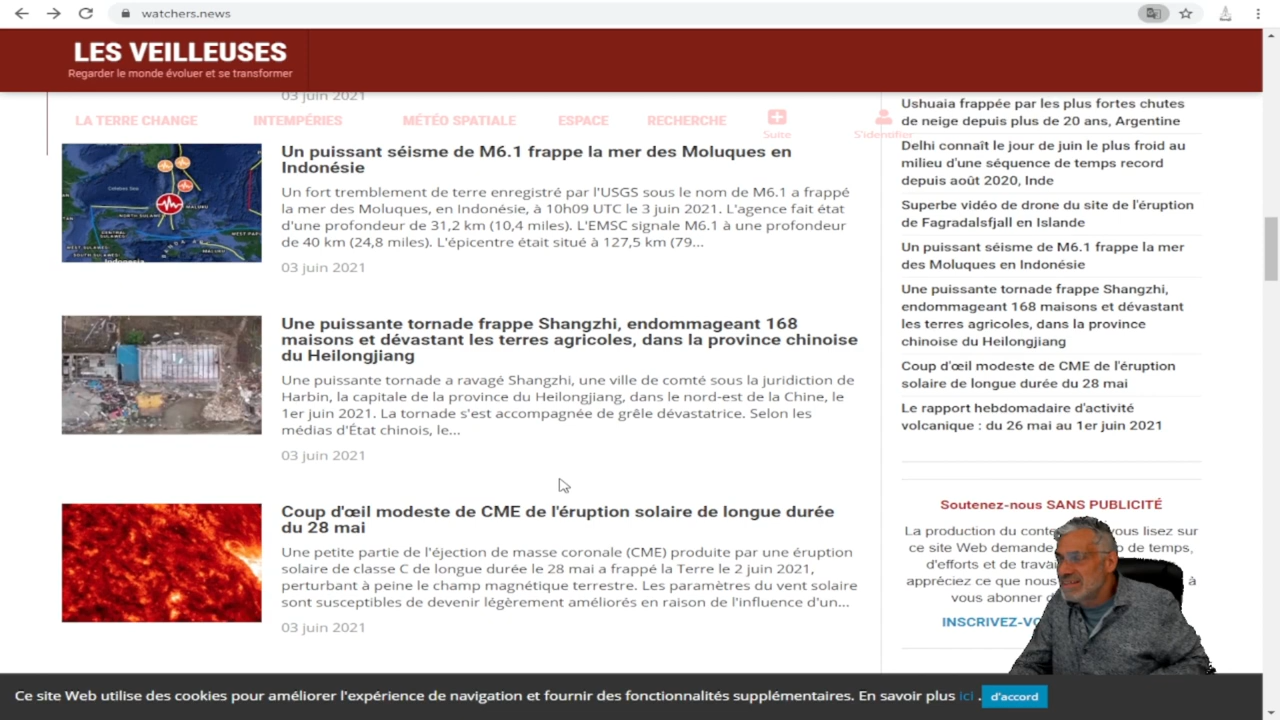 watchers.news
LES VEILLEUSES
Regarder le monde évoluer et se transformer
03 juin 2021
LA TERRE CHANGE
INTEMPÉRIES
MÉTÉO SPATIALE
ESPACE
RECHERCHE
Suite
S'identifier
Un puissant séisme de M6.1 frappe la mer des Moluques en
Indonésie
Un fort tremblement de terre enregistré par l'USGS sous le nom de M6.1 a frappé
la mer des Moluques, en Indonésie, à 10h09 UTC le 3 juin 2021. L'agence fait état
d'une profondeur de 31,2 km (10,4 miles). L'EMSC signale M6.1 à une profondeur
de 40 km (24,8 miles). L'épicentre était situé à 127,5 km (79...
03 juin 2021
Une puissante tornade frappe Shangzhi, endommageant 168
maisons et dévastant les terres agricoles, dans la province chinoise
du Heilongjiang
Une puissante tornade a ravagé Shangzhi, une ville de comté sous la juridiction de
Harbin, la capitale de la province du Heilongjiang, dans le nord-est de la Chine, le
1er juin 2021. La tornade s'est accompagnée de grêle dévastatrice. Selon les
médias d'État chinois, le...
03 juin 2021
Coup d'œil modeste de CME de l'éruption solaire de longue durée
du 28 mai
Une petite partie de l'éjection de masse coronale (CME) produite par une éruption
solaire de classe C de longue durée le 28 mai a frappé la Terre le 2 juin 2021,
perturbant à peine le champ magnétique terrestre. Les paramètres du vent solaire
sont susceptibles de devenir légèrement améliorés en raison de l'influence d'un...
03 juin 2021
Ushuaia frappée par les plus fortes chutes
de neige depuis plus de 20 ans, Argentine
Delhi connaît le jour de juin le plus froid au
milieu d'une séquence de temps record
depuis août 2020, Inde
Superbe vidéo de drone du site de l'éruption
de Fagradalsfjall en Islande
Un puissant séisme de M6.1 frappe la mer
des Moluques en Indonésie
Une puissante tornade frappe Shangzhi,
endommageant 168 maisons et dévastant
les terres agricoles, dans la province
chinoise du Heilongjiang
Coup d'œil modeste de CME de l'éruption
solaire de longue durée du 28 mai
Le rapport hebdomadaire d'activité
volcanique : du 26 mai au 1er juin 2021
Soutenez-nous SANS PUBLICITÉ
La production du vous lisez sur
ce site Web demande de temps,
d'efforts et de
appréciez ce que nous à
vous abonner
Ce site Web utilise des cookies pour améliorer l'expérience de navigation et fournir des fonctionnalités supplémentaires. En savoir plus ici . d'accord